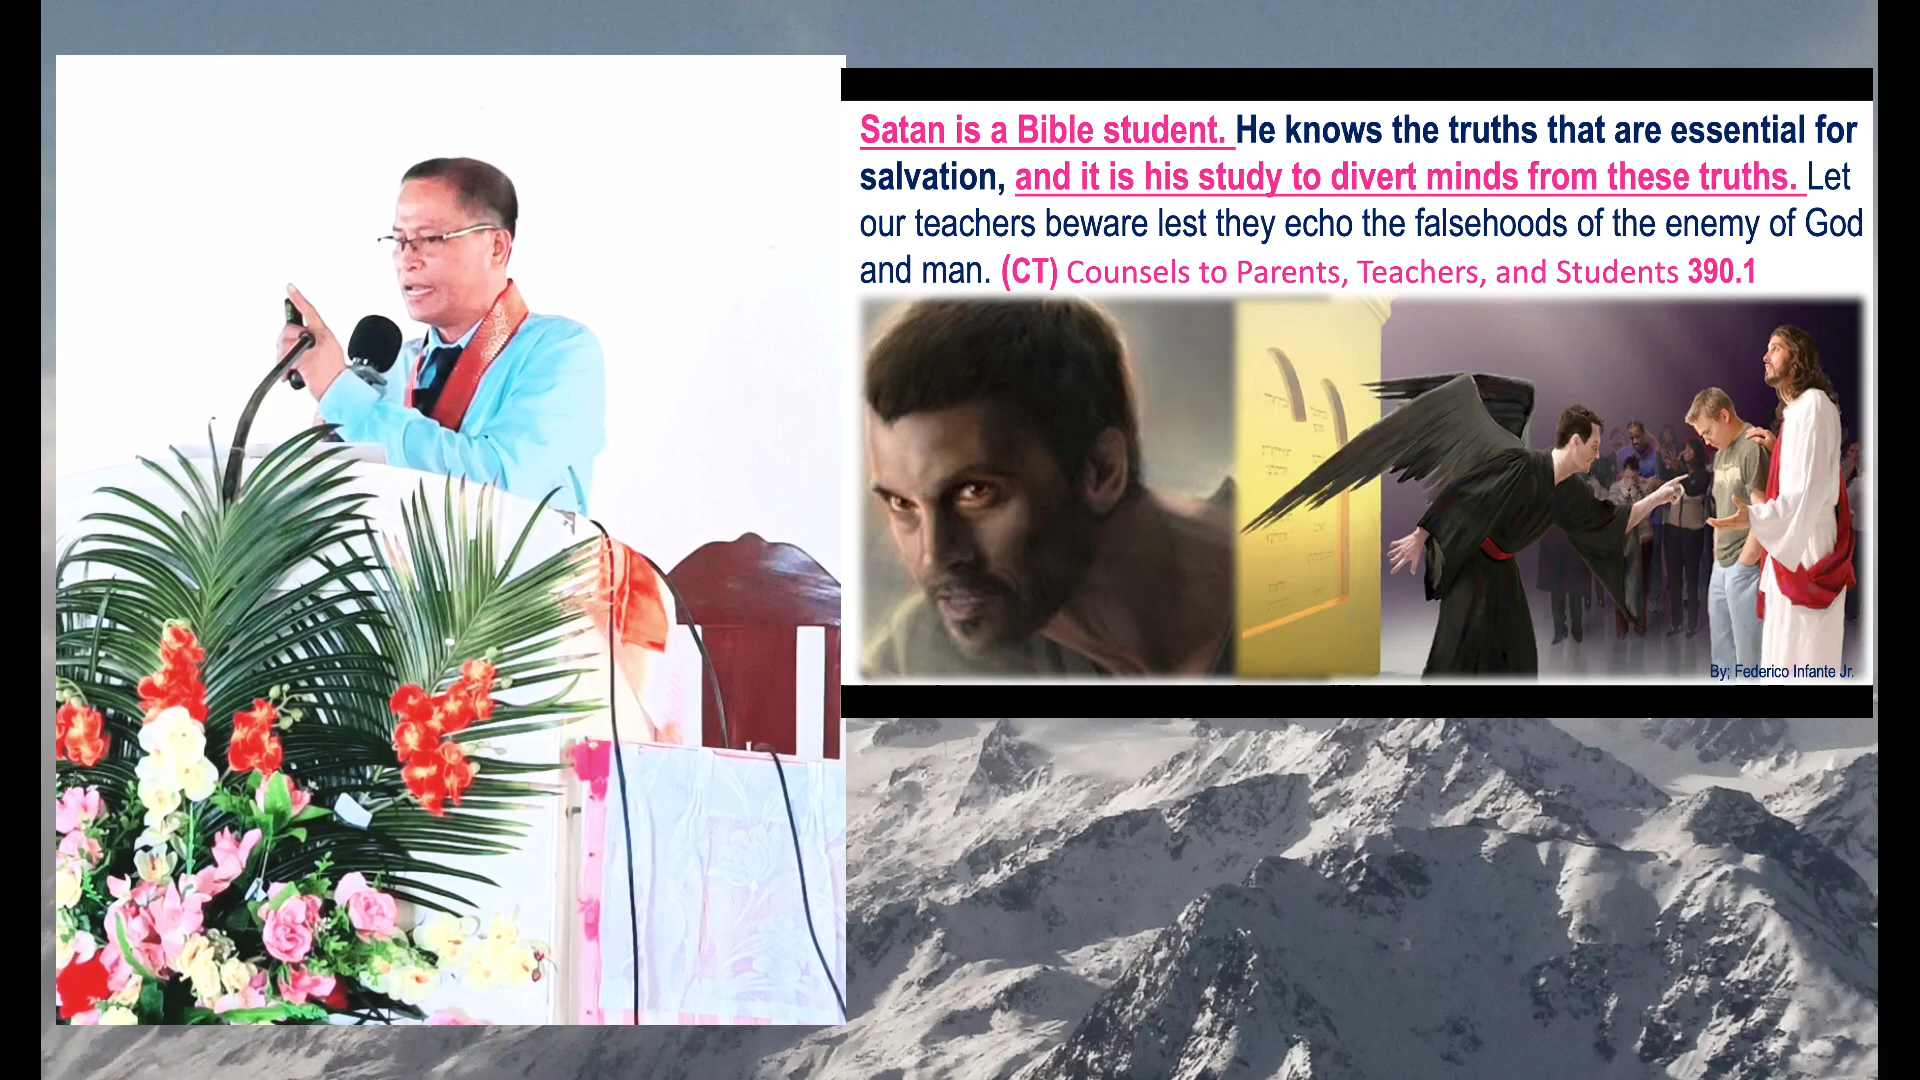 Satan is a Bible student. He knows the truths that are essential for
salvation, and it is his study to divert minds from these truths. Let
our teachers beware lest they echo the falsehoods of the enemy of God
and man. (CT) Counsels to Parents, Teachers, and Students 390.1
By; Federico Infante Jr.